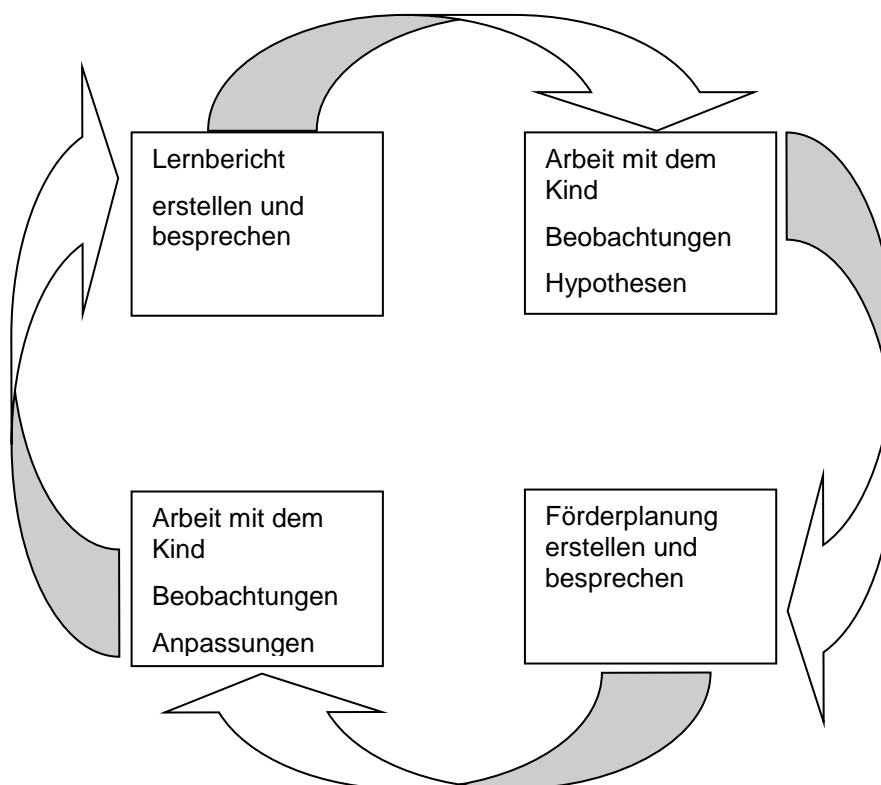 Lernbericht
erstellen und
besprechen
Arbeit mit dem
Kind
Beobachtungen
Hypothesen
Arbeit mit dem
Kind
Beobachtungen
Anpassungen
Förderplanung
erstellen und
besprechen